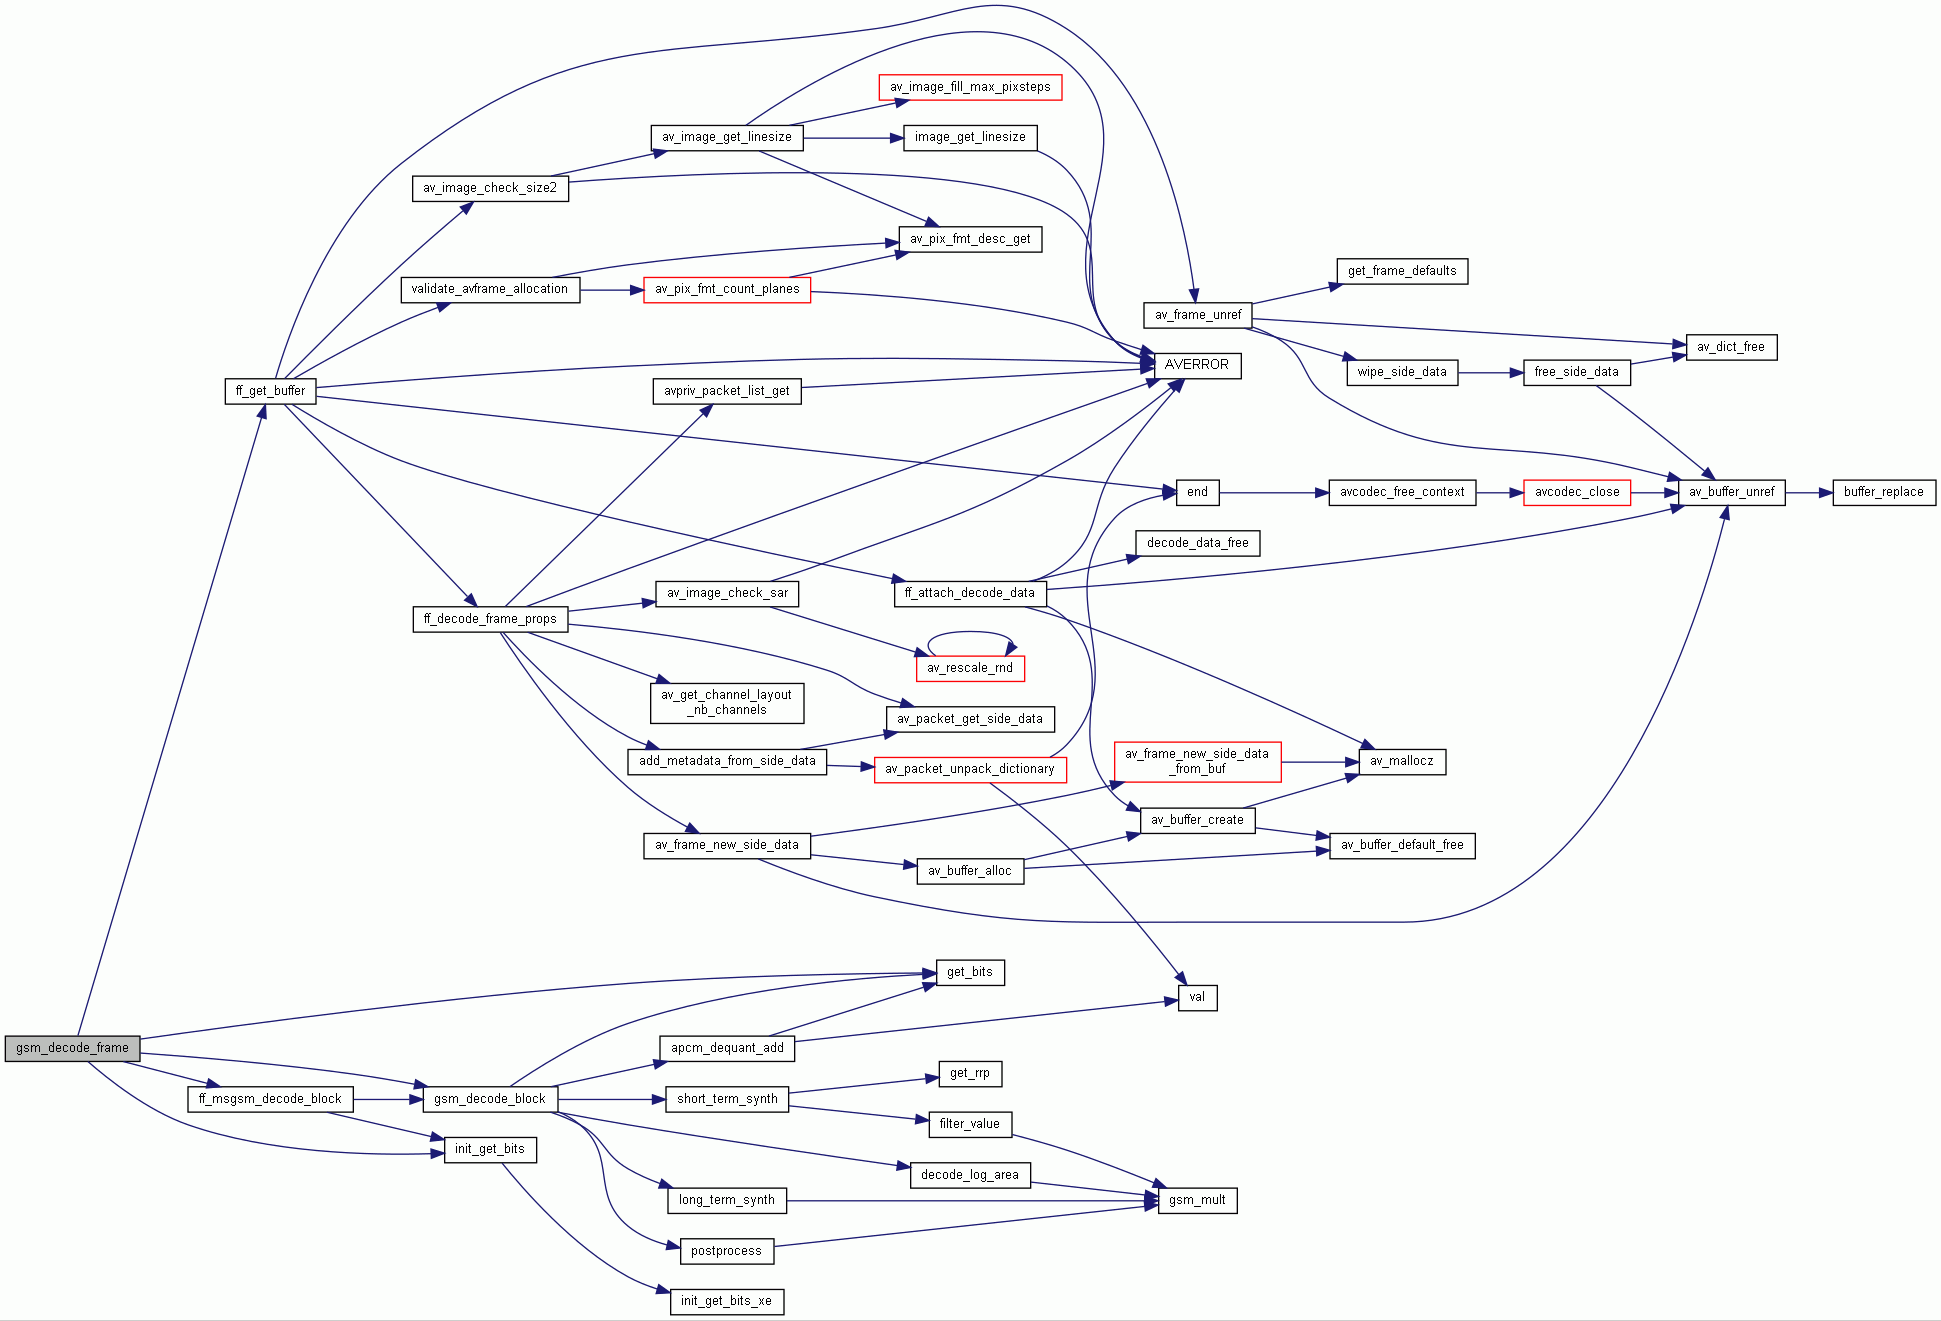 av_image_fill_max_pixsteps
av_image_get_linesize
image_get_linesize
av_image_check_size2
av_pix_fmt_desc_get
get_frame_defaults
validate_avframe_allocation
av_pix_fmt_count_planes
av_frame_unref
av_dict_free
AVERROR
wipe_side_data
free_side_data
ff_get_buffer
avpriv_packet_list_get
end
avcodec_free_context
avcodec_close
av_buffer_unref
buffer_replace
decode_data_free
av_image_check_sar
ff_attach_decode_data
ff_decode_frame_props
av_rescale_rnd
av_get_channel_layout
_nb_channels
av_packet_get_side_data
add_metadata_from_side_data
av_packet_unpack_dictionary
av_frame_new_side_data
_from_buf
av_mallocz
av_buffer_create
av_frame_new_side_data
av_buffer_default_free
av_buffer_alloc
get_bits
val
gsm_decode_frame
apcm_dequant_add
get_rrp
ff_msgsm_decode_block
gsm_decode_block
short_term_synth
filter_value
init_get_bits
decode_log_area
long_term_synth
gsm_mult
postprocess
init_get_bits_xe